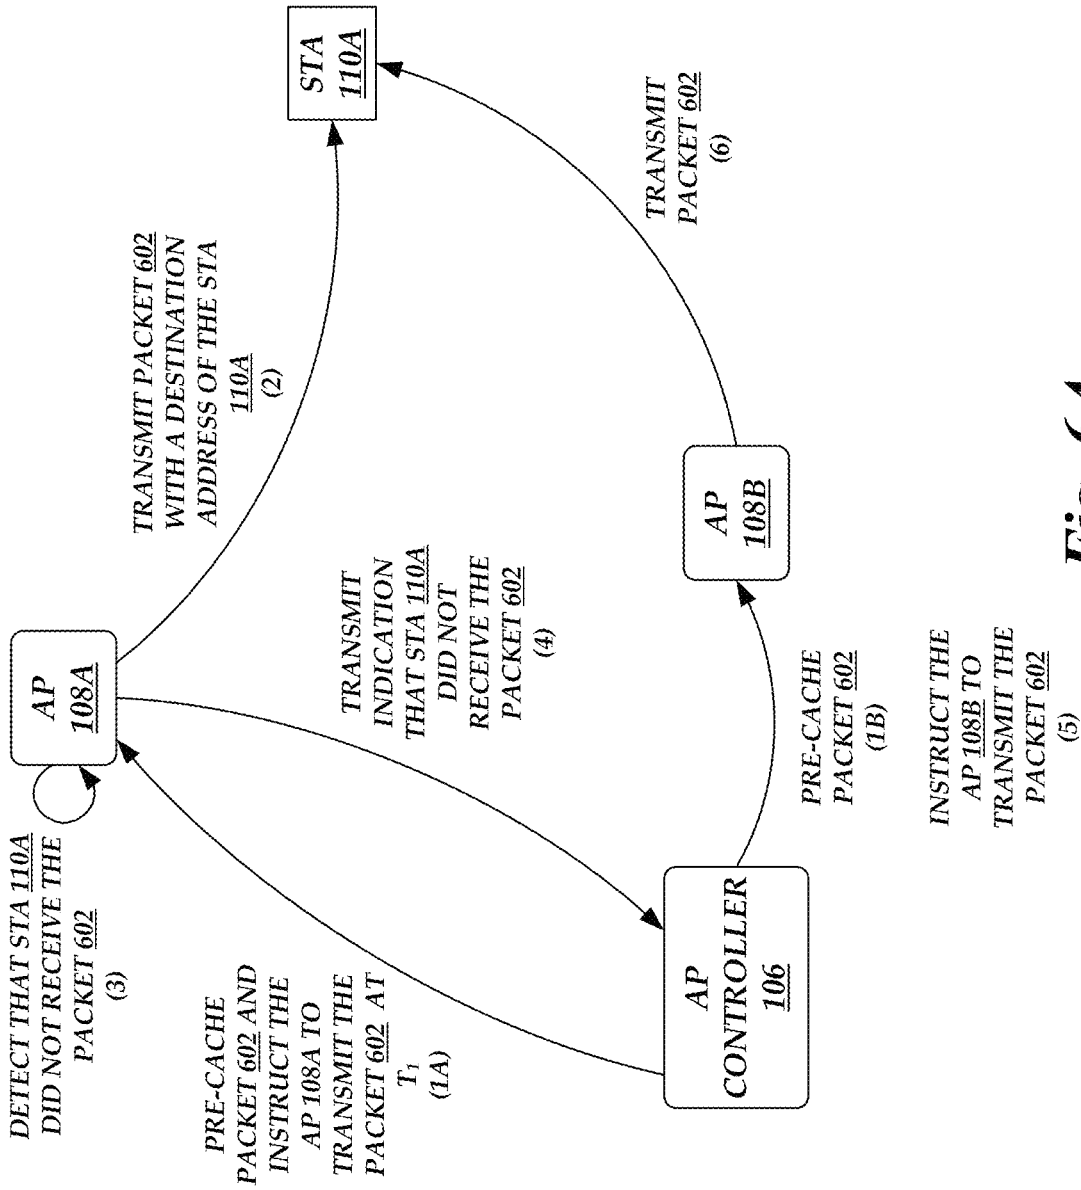 DETECT THAT STA 110A
DID NOT RECEIVE THE
PACKET 602
(3)
AP
108A
TRANSMIT PACKET 602
WITH A DESTINATION
ADDRESS OF THE STA
110A
(2)
STA
110A
PRE-CACHE
PACKET 602 AND
INSTRUCT THE
AP 108A TO
TRANSMIT THE
PACKET 602 AT
T1
(1A)
TRANSMIT
INDICATION
THAT STA 110A
DID NOT
RECEIVE THE
PACKET 602
(4)
TRANSMIT
PACKET 602
(6)
AP
CONTROLLER
106
AP
108B
PRE-CACHE
PACKET 602
(1B)
INSTRUCT THE
AP 108B TO
TRANSMIT THE
PACKET 602
(5)
Fig. 6A